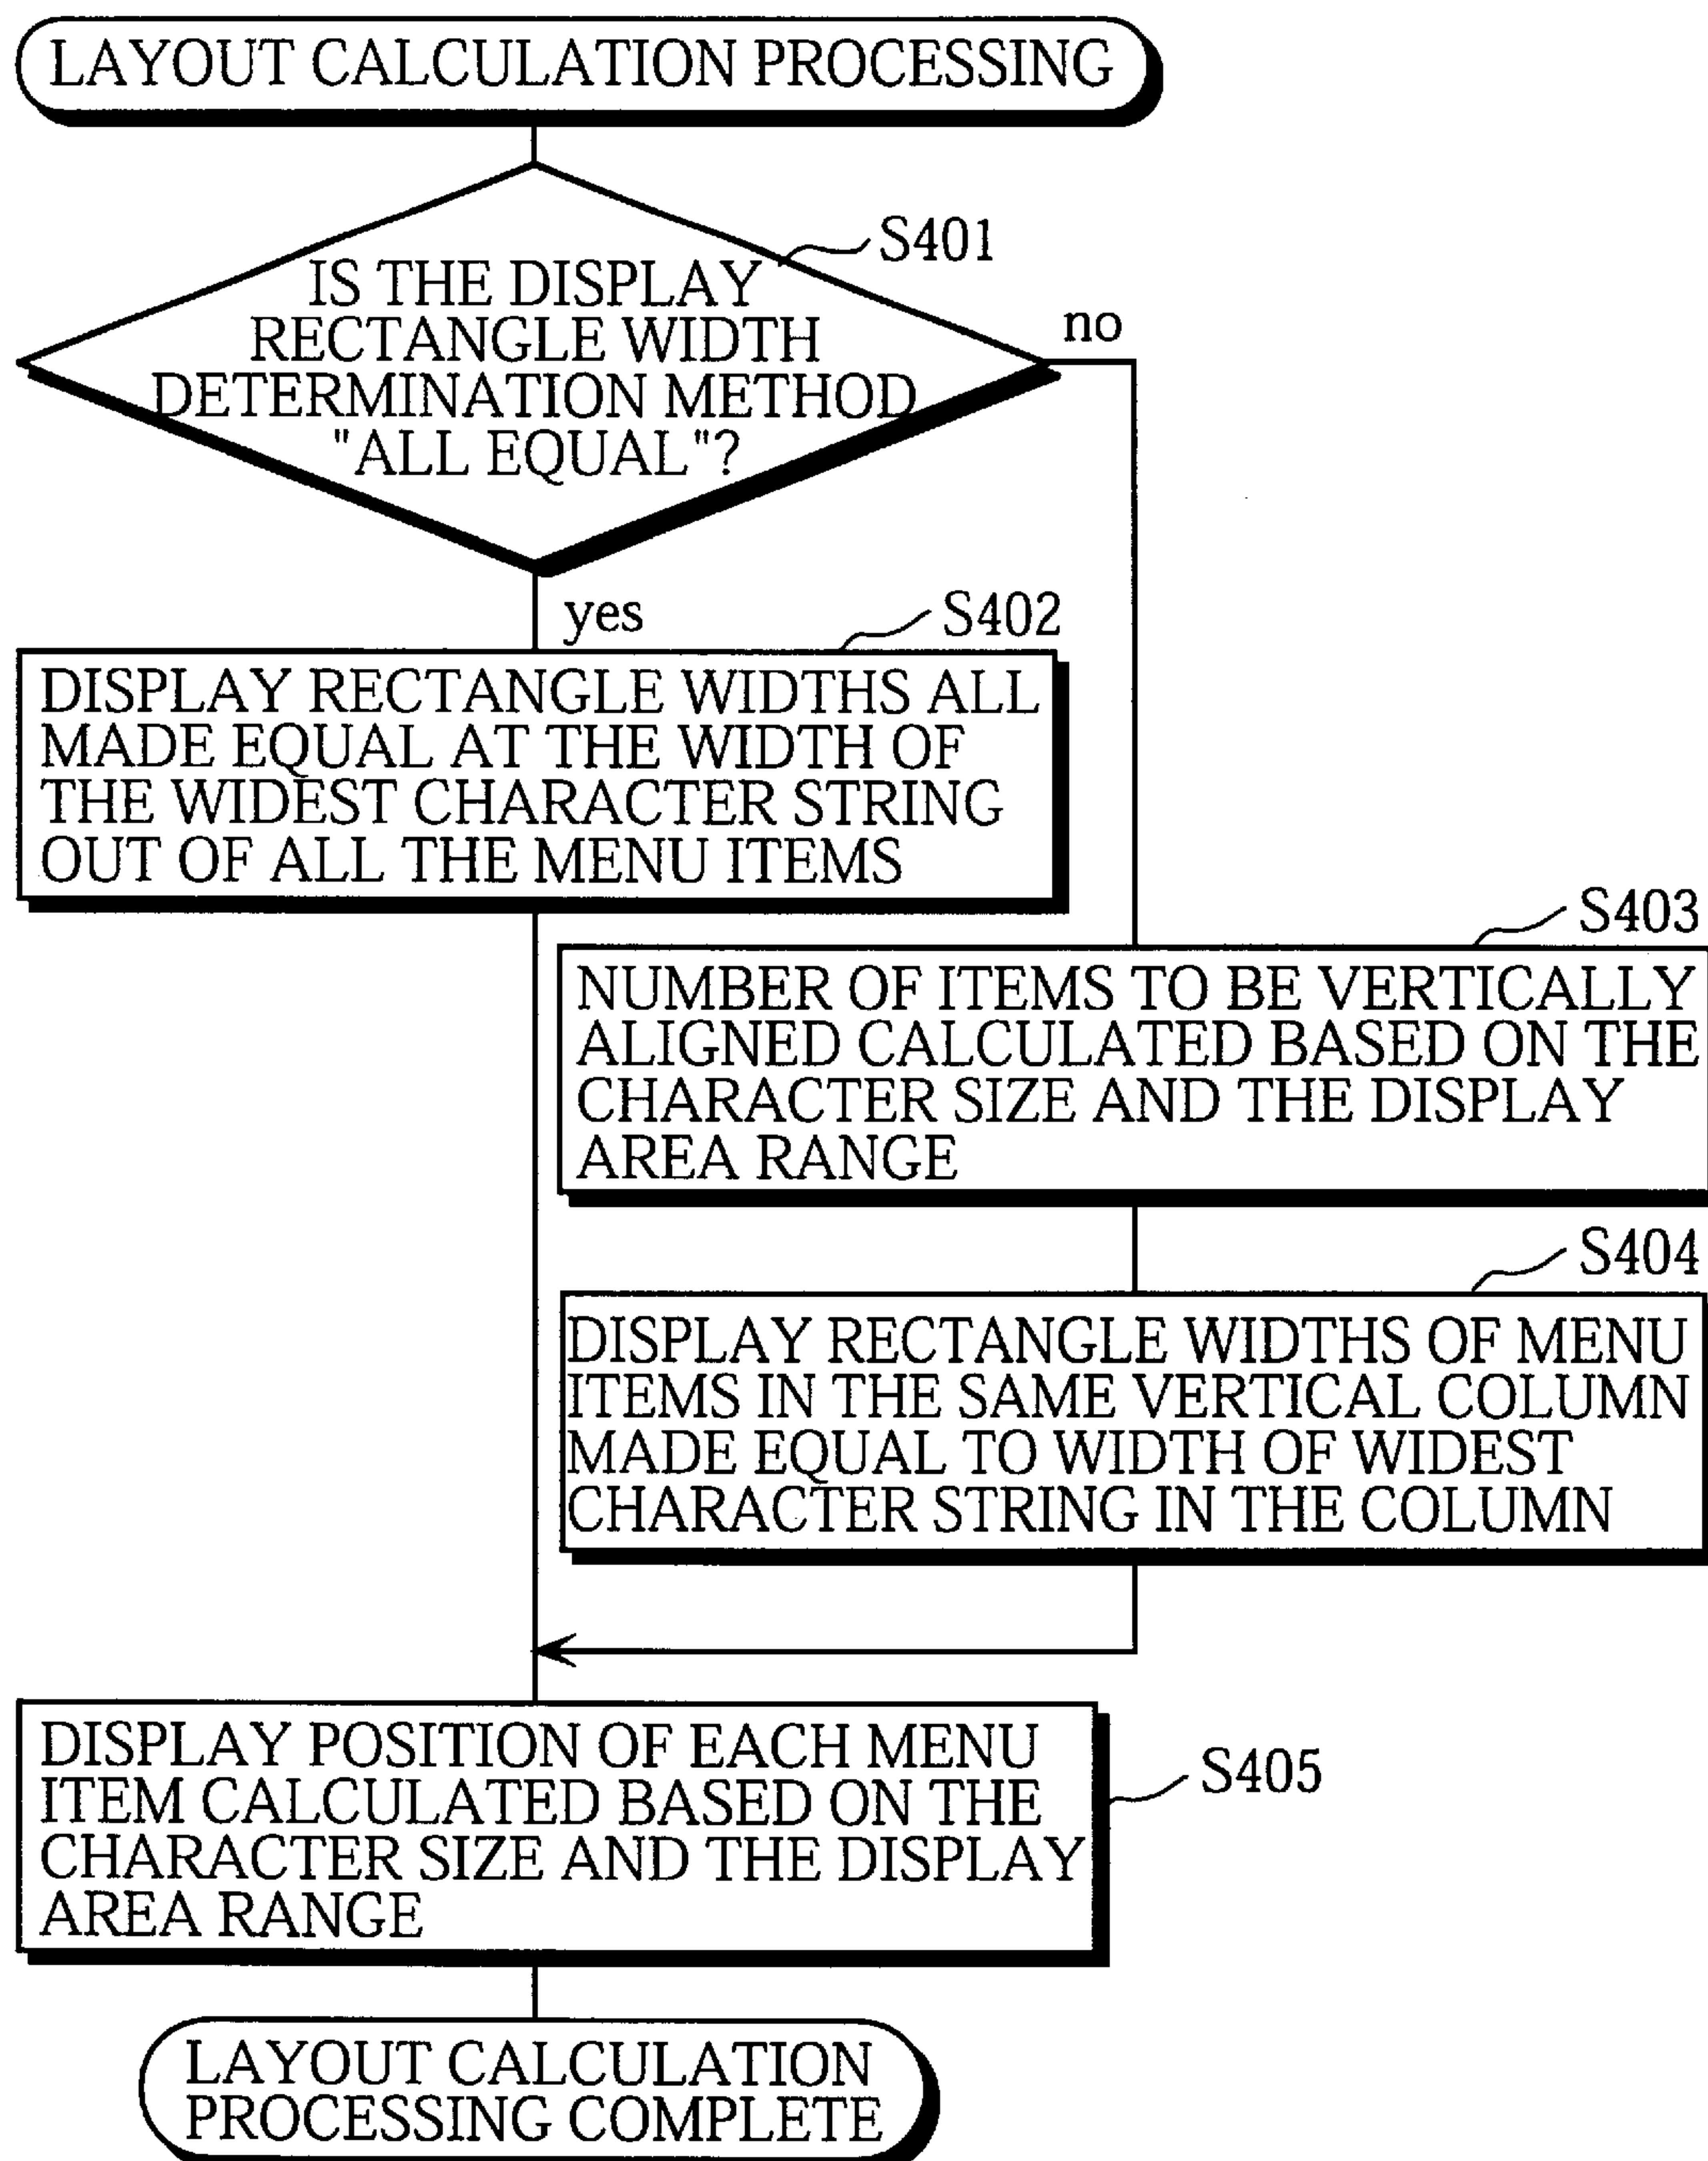 LAYOUT CALCULATION PROCESSING
S401
IS THE DISPLAY
RECTANGLE WIDTH
DETERMINATION METHOD
"ALL EQUAL"?
no
yes
S402
DISPLAY RECTANGLE WIDTHS ALL
MADE EQUAL AT THE WIDTH OF
THE WIDEST CHARACTER STRING
OUT OF ALL THE MENU ITEMS
S403
NUMBER OF ITEMS TO BE VERTICALLY
ALIGNED CALCULATED BASED ON THE
CHARACTER SIZE AND THE DISPLAY
AREA RANGE
S404
DISPLAY RECTANGLE WIDTHS OF MENU
ITEMS IN THE SAME VERTICAL COLUMN
MADE EQUAL TO WIDTH OF WIDEST
CHARACTER STRING IN THE COLUMN
DISPLAY POSITION OF EACH MENU
ITEM CALCULATED BASED ON THE
CHARACTER SIZE AND THE DISPLAY
AREA RANGE
S405
LAYOUT CALCULATION
PROCESSING COMPLETE